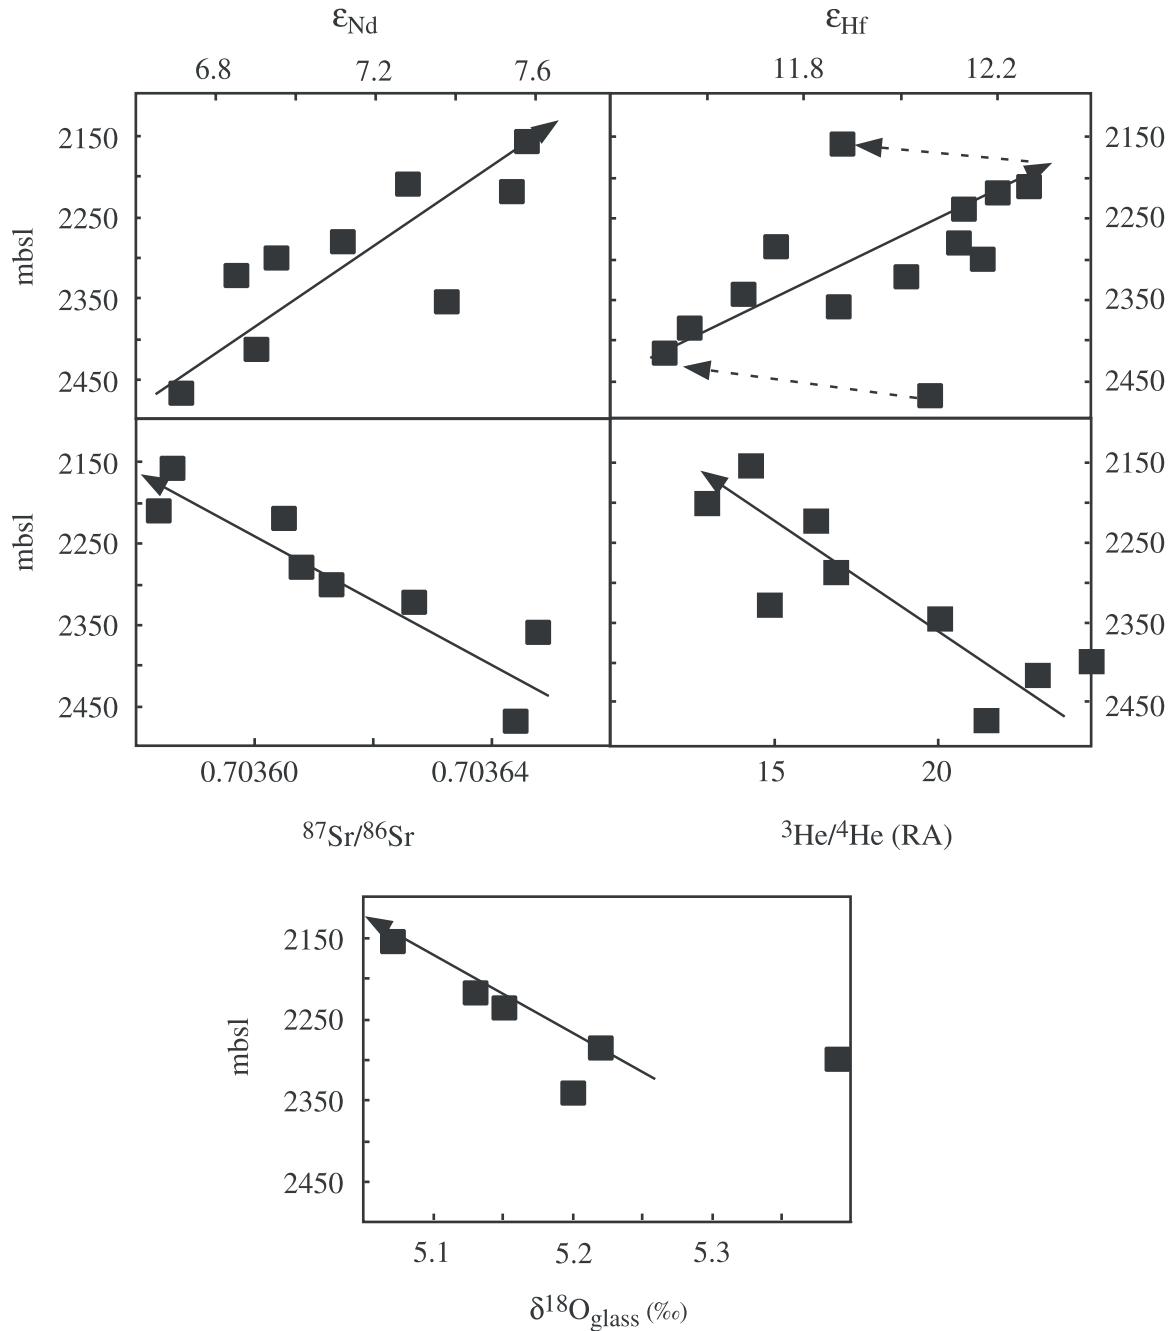 εNd εHf
6.8 7.2 7.6 11.8 12.2
2150 2150
2250 2250
mbsl
2350 2350
2450 2450
2150 2150
2250 2250
mbsl
2350 2350
2450 2450
0.70360 0.70364 15 20
⁸⁷Sr/⁸⁶Sr ³He/⁴He (RA)
2150
2250
mbsl
2350
2450
5.1 5.2 5.3
δ¹⁸Oglass (‰)